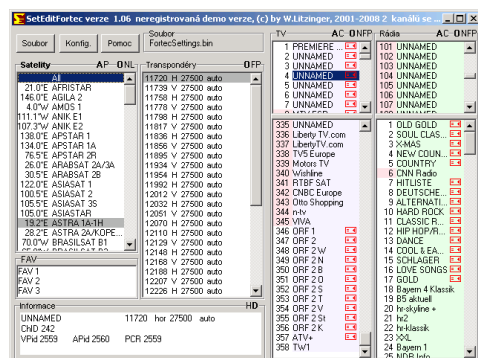 SetEditFortec verze 1.06 neregistrovaná demo verze, (c) by W.Litzinger, 2001-2008 2 kanálů se ...
Soubor Konfig. Pomoc
Soubor
FortecSettings.bin
Satelity AP-ONL
All
21.0°E AFRISTAR
146.0°E AGILA 2
4.0°W AMOS 1
111.1°W ANIK E1
107.3°W ANIK E2
138.0°E APSTAR 1
134.0°E APSTAR 1A
76.5°E APSTAR 2R
26.0°E ARABSAT 2A/3A
30.5°E ARABSAT 2B
122.0°E ASIASAT 1
100.5°E ASIASAT 2
105.5°E ASIASAT 3S
105.0°E ASIASTAR
19.2°E ASTRA 1A-1H
28.2°E ASTRA 2A/KOPE...
70.0°W BRASILSAT B1
FAV
FAV 1
FAV 2
FAV 3
Transpondéry OFP
11720 H 27500 auto
11739 V 27500 auto
11758 H 27500 auto
11778 V 27500 auto
11798 H 27500 auto
11817 V 27500 auto
11836 H 27500 auto
11856 V 27500 auto
11895 V 27500 auto
11934 V 27500 auto
11954 H 27500 auto
11992 H 27500 auto
12012 V 27500 auto
12032 H 27500 auto
12051 V 27500 auto
12070 H 27500 auto
12110 H 27500 auto
12129 V 27500 auto
12148 H 27500 auto
12168 V 27500 auto
12188 H 27500 auto
12207 V 27500 auto
12226 H 27500 auto
Informace HD-
UNNAMED 11720 hor 27500 auto
ChID 242
VPid 2559 APid 2560 PCR 2559
TV AC ONFP
1 PREMIERE ...
2 UNNAMED
3 UNNAMED
4 UNNAMED
5 UNNAMED
6 UNNAMED
7 UNNAMED
335 UNNAMED
336 Liberty TV.com
337 LibertyTV.com
338 TV5 Europe
339 Motors TV
340 Wishline
341 RTBF SAT
342 CNBC Europe
343 Otto Shopping
344 n-tv
345 VIVA
346 ORF 1
347 ORF 2
348 ORF 2 W
349 ORF 2 N
350 ORF 2 B
351 ORF 2 O
352 ORF 2 S
353 ORF 2 T
354 ORF 2 V
355 ORF 2 St
356 ORF 2 K
357 ATV+
358 TW1
Rádia AC ONFP
101 UNNAMED
102 UNNAMED
103 UNNAMED
104 UNNAMED
105 UNNAMED
106 UNNAMED
107 UNNAMED
1 OLD GOLD
2 SOUL CLAS...
3 X-MAS
4 NEW COUN...
5 COUNTRY
6 CNN Radio
7 HITLISTE
8 DEUTSCHE...
9 ALTERNATI...
10 HARD ROCK
11 CLASSIC R...
12 HIP HOP/R...
13 DANCE
14 COOL & EA...
15 SCHLAGER
16 LOVE SONGS
17 GOLD
18 Bayern 4 Klassik
19 B5 aktuell
20 hr-skyline +
21 hr2
22 hr-klassik
23 XXL
24 Bayern 1
25 NDR Info